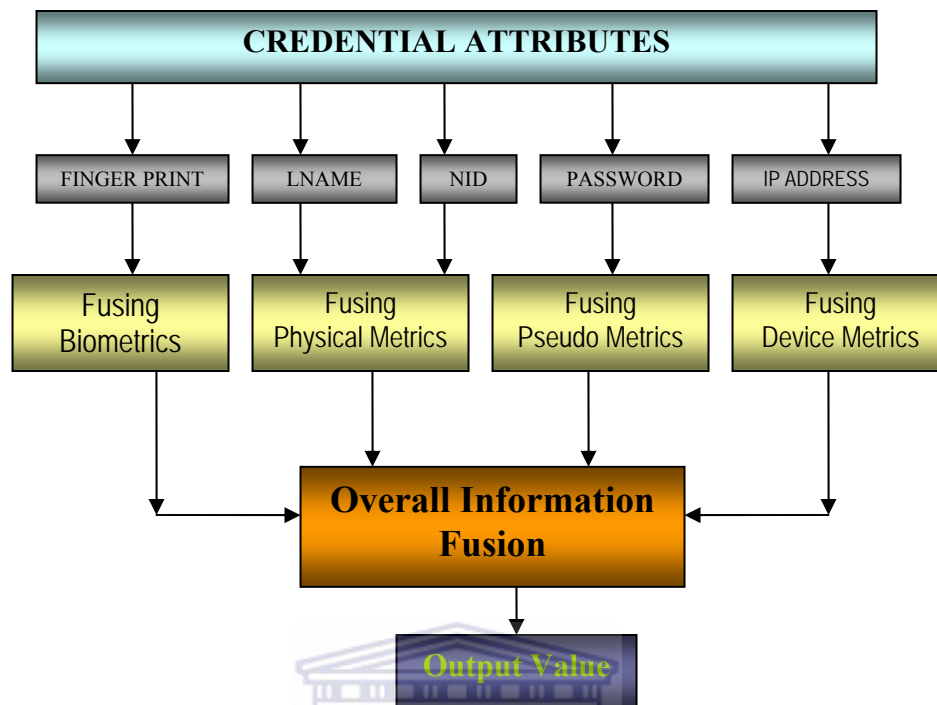 CREDENTIAL ATTRIBUTES
FINGER PRINT
LNAME
NID
PASSWORD
IP ADDRESS
Fusing
Biometrics
Fusing
Physical Metrics
Fusing
Pseudo Metrics
Fusing
Device Metrics
Overall Information
Fusion
Output Value